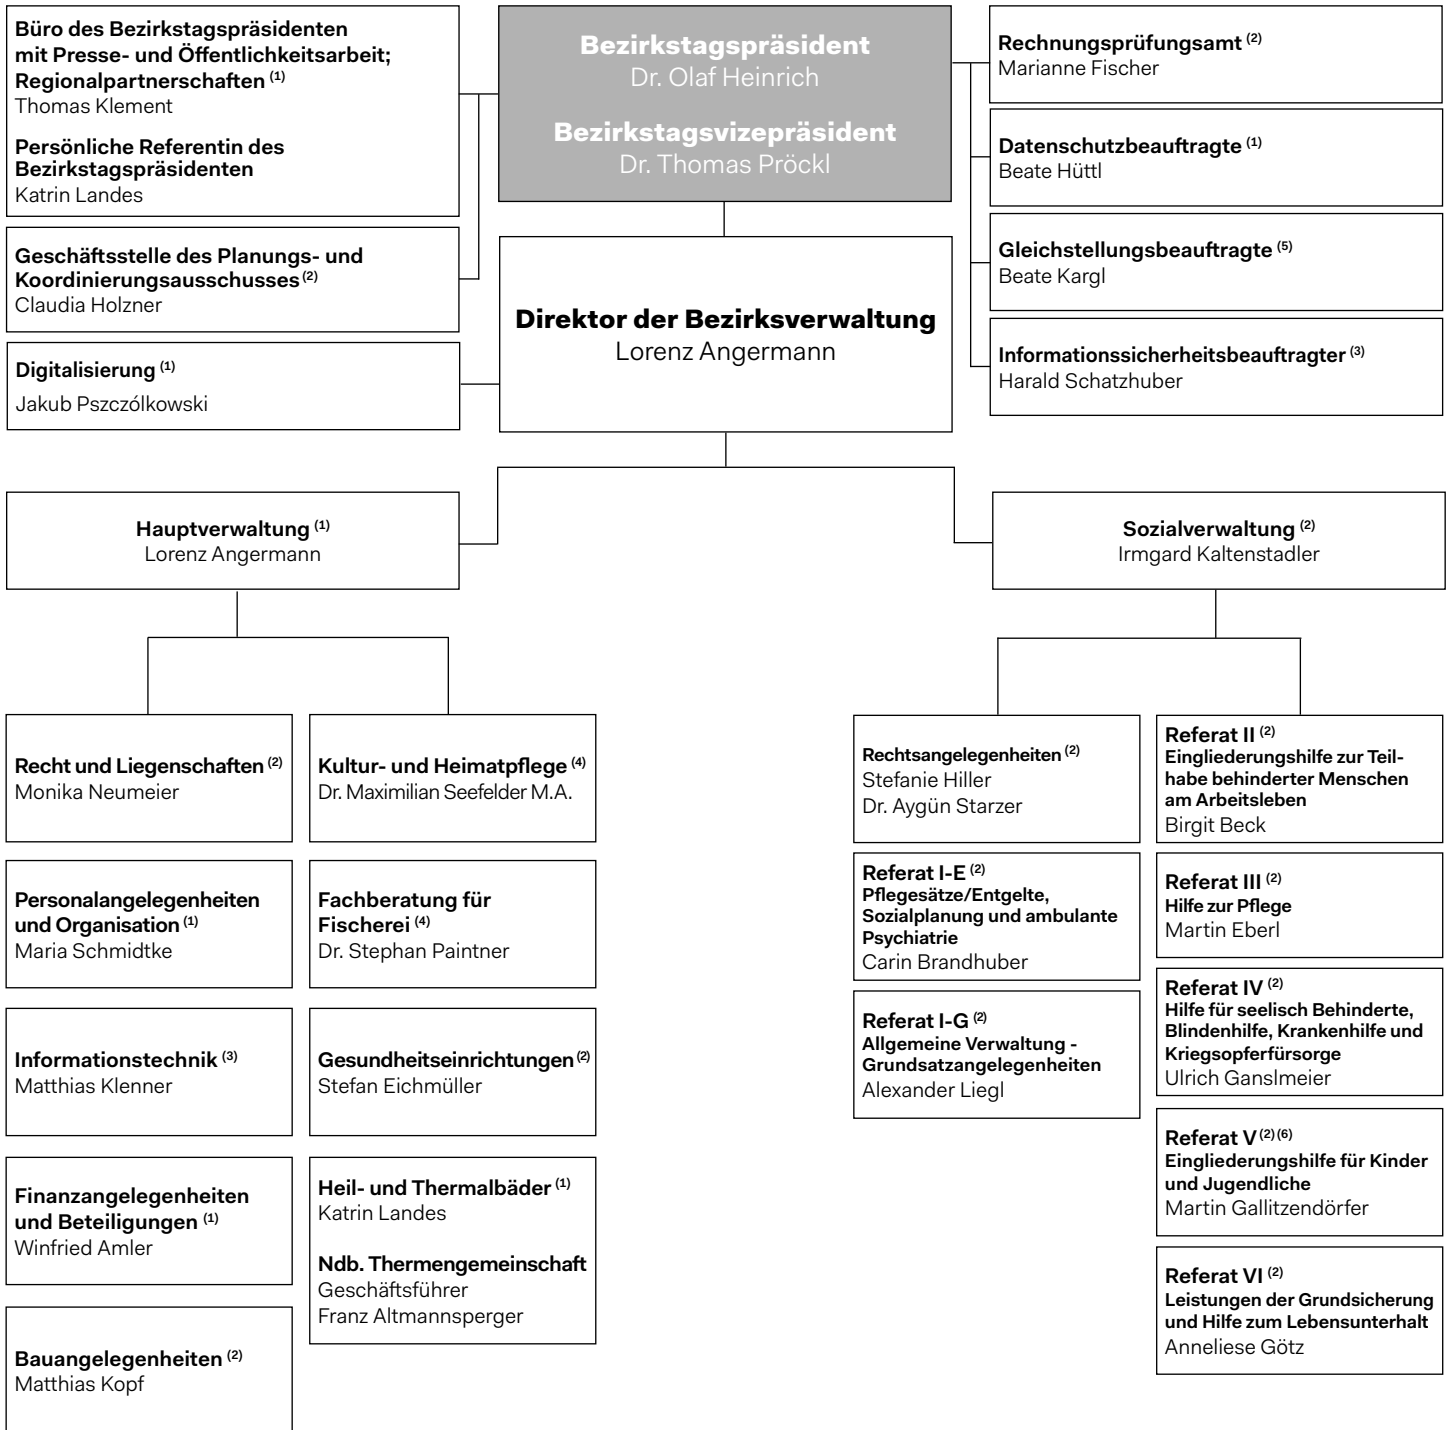 Büro des Bezirkstagspräsidenten
mit Presse- und Öffentlichkeitsarbeit;
Regionalpartnerschaften (1)
Thomas Klement
Persönliche Referentin des
Bezirkstagspräsidenten
Katrin Landes
Geschäftsstelle des Planungs- und
Koordinierungsausschusses (2)
Claudia Holzner
Digitalisierung (1)
Jakub Pszczólkowski
Bezirkstagspräsident
Dr. Olaf Heinrich
Bezirkstagsvizepräsident
Dr. Thomas Pröckl
Direktor der Bezirksverwaltung
Lorenz Angermann
Rechnungsprüfungsamt (2)
Marianne Fischer
Datenschutzbeauftragte (1)
Beate Hüttl
Gleichstellungsbeauftragte (5)
Beate Kargl
Informationssicherheitsbeauftragter (3)
Harald Schatzhuber
Hauptverwaltung (1)
Lorenz Angermann
Sozialverwaltung (2)
Irmgard Kaltenstadler
Recht und Liegenschaften (2)
Monika Neumeier
Personalangelegenheiten
und Organisation (1)
Maria Schmidtke
Informationstechnik (3)
Matthias Klenner
Finanzangelegenheiten
und Beteiligungen (1)
Winfried Amler
Bauangelegenheiten (2)
Matthias Kopf
Kultur- und Heimatpflege (4)
Dr. Maximilian Seefelder M.A.
Fachberatung für
Fischerei (4)
Dr. Stephan Paintner
Gesundheitseinrichtungen (2)
Stefan Eichmüller
Heil- und Thermalbäder (1)
Katrin Landes
Ndb. Thermengemeinschaft
Geschäftsführer
Franz Altmannsperger
Rechtsangelegenheiten (2)
Stefanie Hiller
Dr. Aygün Starzer
Referat I-E (2)
Pflegesätze/Entgelte,
Sozialplanung und ambulante
Psychiatrie
Carin Brandhuber
Referat I-G (2)
Allgemeine Verwaltung -
Grundsatzangelegenheiten
Alexander Liegl
Referat II (2)
Eingliederungshilfe zur Teil-
habe behinderter Menschen
am Arbeitsleben
Birgit Beck
Referat III (2)
Hilfe zur Pflege
Martin Eberl
Referat IV (2)
Hilfe für seelisch Behinderte,
Blindenhilfe, Krankenhilfe und
Kriegsopferfürsorge
Ulrich Ganslmeier
Referat V (2) (6)
Eingliederungshilfe für Kinder
und Jugendliche
Martin Gallitzendörfer
Referat VI (2)
Leistungen der Grundsicherung
und Hilfe zum Lebensunterhalt
Anneliese Götz